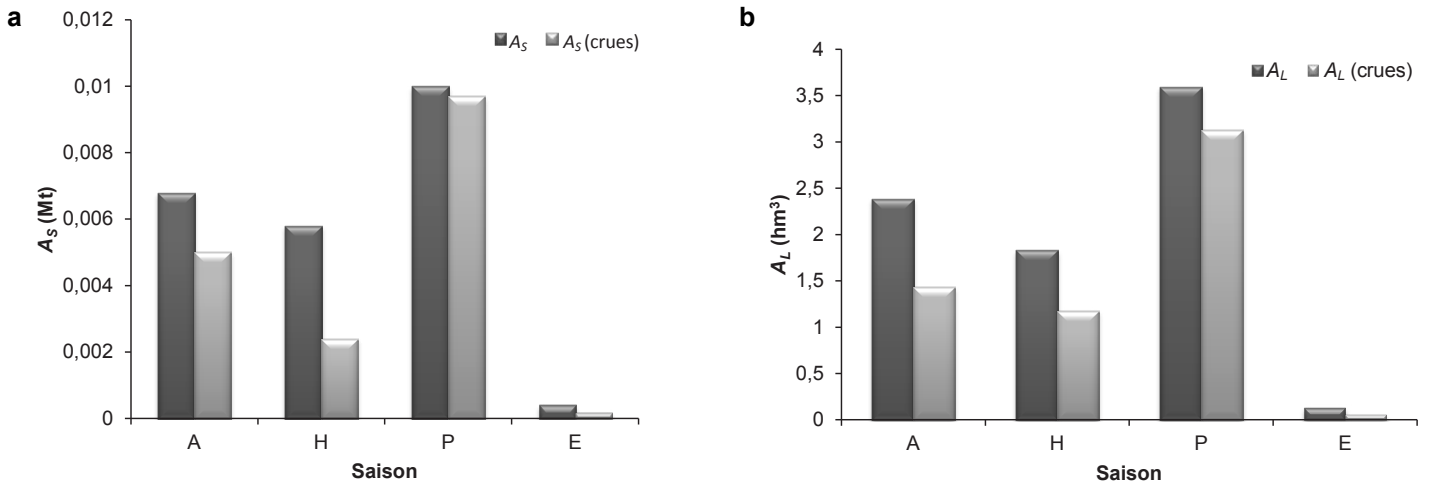 a
0,012
0,01
0,008
0,006
0,004
0,002
0
A_S (Mt)
A_S
A_S (crues)
A H P E
Saison
b
4
3,5
3
2,5
2
1,5
1
0,5
0
A_L (hm³)
A_L
A_L (crues)
A H P E
Saison